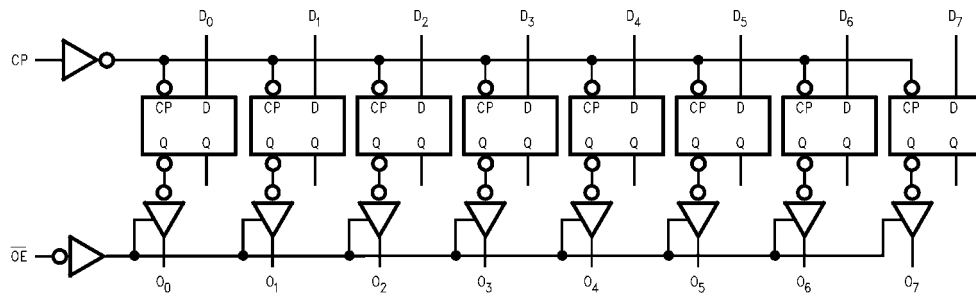 D0 D1 D2 D3 D4 D5 D6 D7
CP
CP D CP D CP D CP D CP D CP D CP D CP D
Q Q Q Q Q Q Q Q Q Q Q Q Q Q Q Q
OE
O0 O1 O2 O3 O4 O5 O6 O7